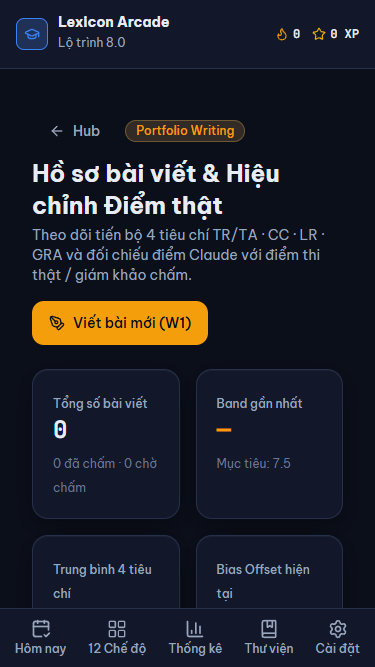 LexIcon Arcade
Lộ trình 8.0
0
0 XP
Hub
Portfolio Writing
Hồ sơ bài viết & Hiệu
chỉnh Điểm thật
Theo dõi tiến bộ 4 tiêu chí TR/TA · CC · LR ·
GRA và đối chiếu điểm Claude với điểm thi
thật / giám khảo chấm.
Viết bài mới (W1)
Tổng số bài viết
0
0 đã chấm · 0 chờ
chấm
Band gần nhất
—
Mục tiêu: 7.5
Trung bình 4 tiêu
chí
Bias Offset hiện
tại
Hôm nay
12 Chế độ
Thống kê
Thư viện
Cài đặt